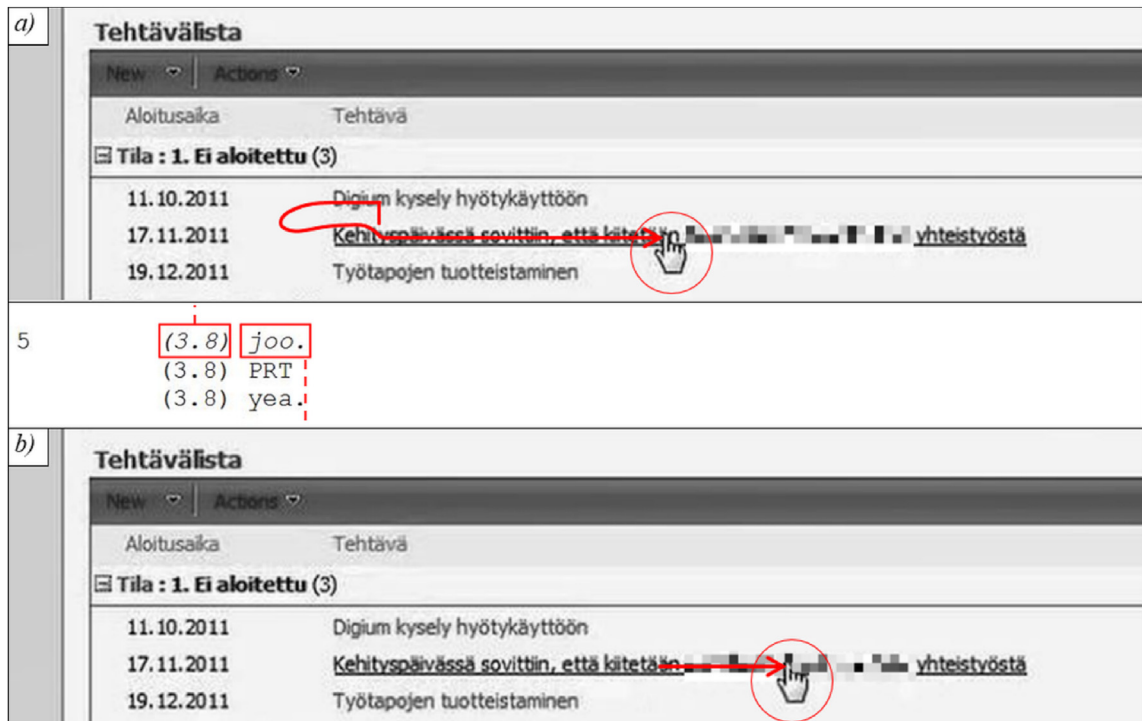 a)
Tehtävälista
New Actions
Aloitusaika Tehtävä
Tila : 1. Ei aloitettu (3)
11.10.2011 Digium kysely hyötykäyttöön
17.11.2011 Kehityspäivässä sovittiin, että kiitetään yhteistyöstä
19.12.2011 Työtapojen tuotteistaminen
5 (3.8) joo.
(3.8) PRT
(3.8) yea.
b)
Tehtävälista
New Actions
Aloitusaika Tehtävä
Tila : 1. Ei aloitettu (3)
11.10.2011 Digium kysely hyötykäyttöön
17.11.2011 Kehityspäivässä sovittiin, että kiitetään yhteistyöstä
19.12.2011 Työtapojen tuotteistaminen